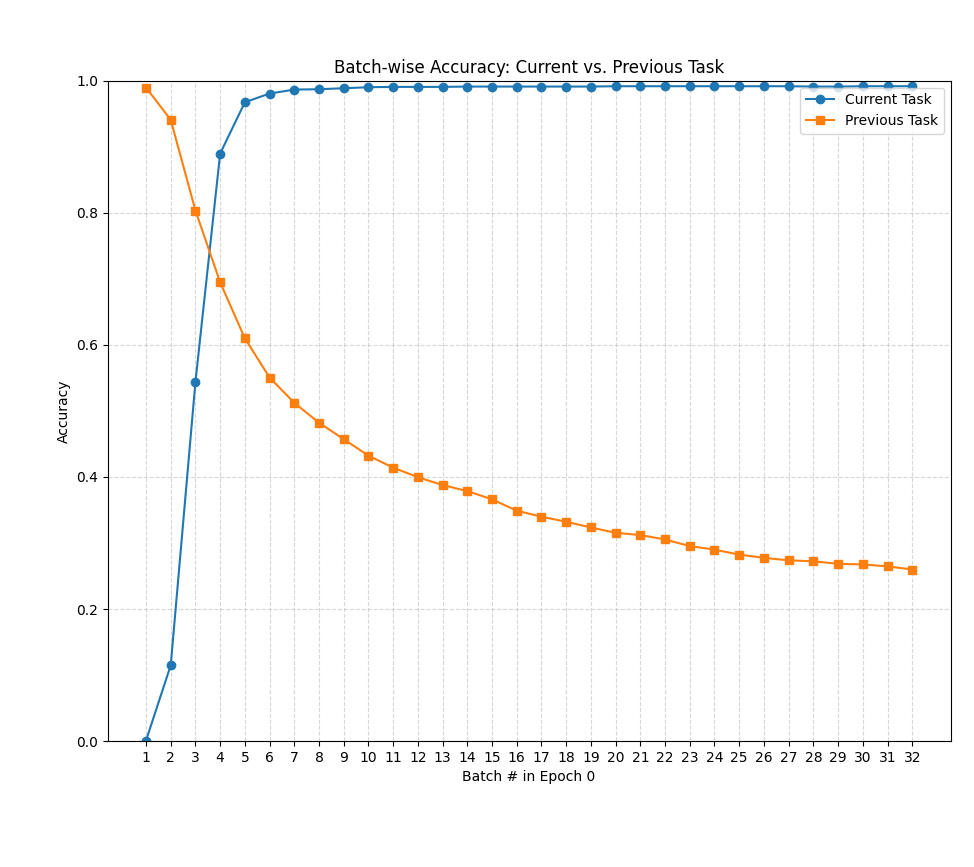 Batch-wise Accuracy: Current vs. Previous Task
Current Task
Previous Task
Accuracy
1.0
0.8
0.6
0.4
0.2
0.0
1 2 3 4 5 6 7 8 9 10 11 12 13 14 15 16 17 18 19 20 21 22 23 24 25 26 27 28 29 30 31 32
Batch # in Epoch 0